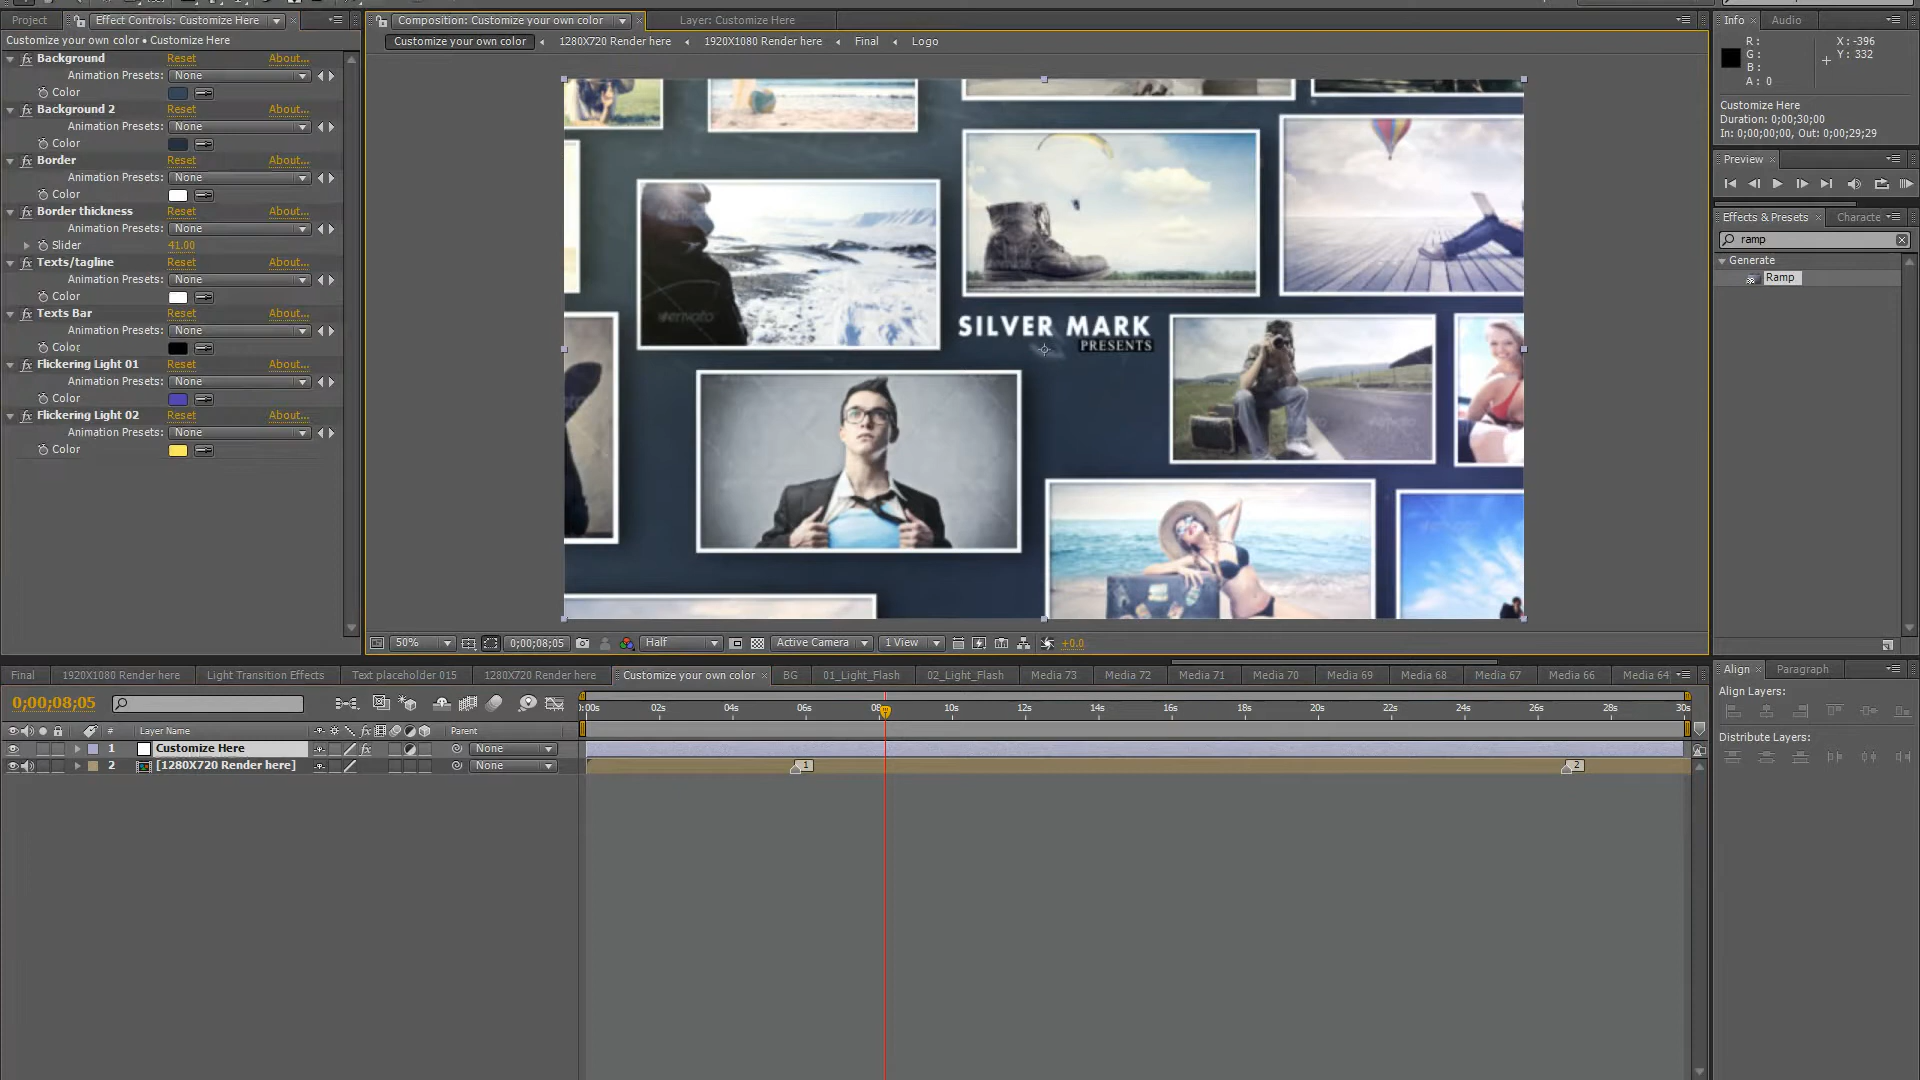 Project
Effect Controls: Customize Here
Composition: Customize your own color
Layer: Customize Here
Info
Audio
Customize your own color • Customize Here
Customize your own color
1280X720 Render here
1920X1080 Render here
Final
Logo
R :
G :
B :
A : 0
X : -396
Y : 332
Customize Here
Duration: 0;00;30;00
In: 0;00;00;00, Out: 0;00;29;29
Background
Reset
About...
Animation Presets:
None
Color
Background 2
Reset
About...
Animation Presets:
None
Color
Border
Reset
About...
Animation Presets:
None
Color
Border thickness
Reset
About...
Animation Presets:
None
Slider
41.00
Texts/tagline
Reset
About...
Animation Presets:
None
Color
Texts Bar
Reset
About...
Animation Presets:
None
Color
Flickering Light 01
Reset
About...
Animation Presets:
None
Color
Flickering Light 02
Reset
About...
Animation Presets:
None
Color
SILVER MARK
PRESENTS
envato
Preview
Effects & Presets
Characte
ramp
Generate
Ramp
50%
0;00;08;05
Half
Active Camera
1 View
+0.0
Final
1920X1080 Render here
Light Transition Effects
Text placeholder 015
1280X720 Render here
Customize your own color
BG
01_Light_Flash
02_Light_Flash
Media 73
Media 72
Media 71
Media 70
Media 69
Media 68
Media 67
Media 66
Media 64
Align
Paragraph
Align Layers:
Distribute Layers:
0;00;08;05
:00s
02s
04s
06s
08
10s
12s
14s
16s
18s
20s
22s
24s
26s
28s
30s
#
Layer Name
Parent
1
Customize Here
None
2
[1280X720 Render here]
None
1
2